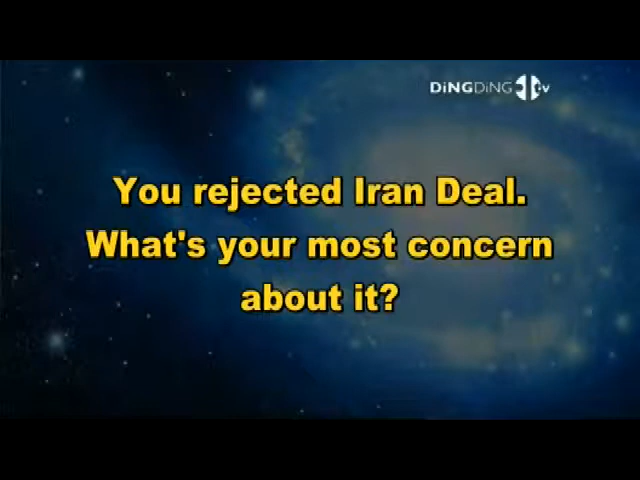 DiNGDiNG tv
You rejected Iran Deal.
What's your most concern
about it?